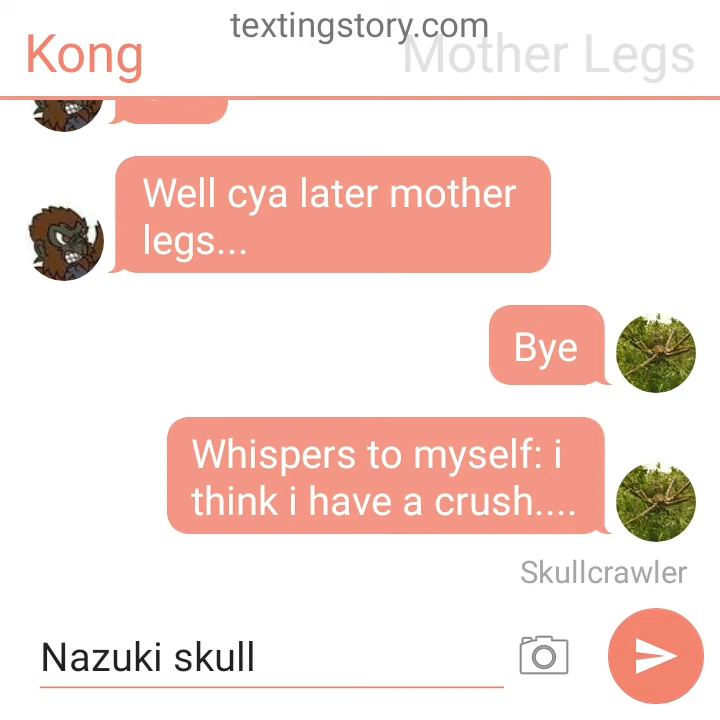 textingstory.com
Kong
Mother Legs
Well cya later mother
legs...
Bye
Whispers to myself: i
think i have a crush....
Skullcrawler
Nazuki skull